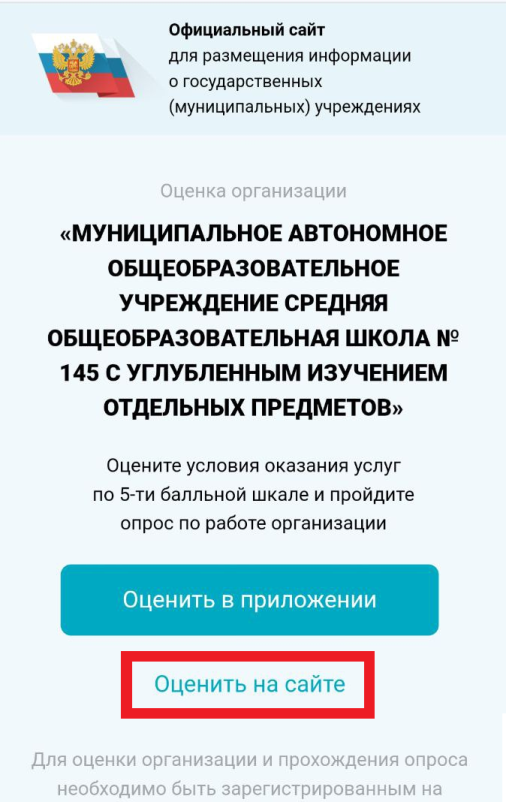 Официальный сайт
для размещения информации
о государственных
(муниципальных) учреждениях
Оценка организации
«МУНИЦИПАЛЬНОЕ АВТОНОМНОЕ
ОБЩЕОБРАЗОВАТЕЛЬНОЕ
УЧРЕЖДЕНИЕ СРЕДНЯЯ
ОБЩЕОБРАЗОВАТЕЛЬНАЯ ШКОЛА №
145 С УГЛУБЛЕННЫМ ИЗУЧЕНИЕМ
ОТДЕЛЬНЫХ ПРЕДМЕТОВ»
Оцените условия оказания услуг
по 5-ти балльной шкале и пройдите
опрос по работе организации
Оценить в приложении
Оценить на сайте
Для оценки организации и прохождения опроса
необходимо быть зарегистрированным на